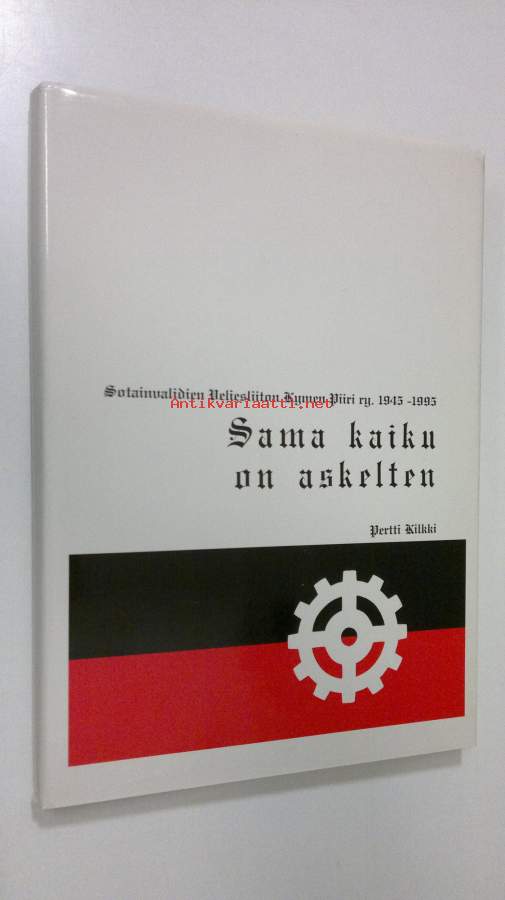 Sotainvalidien Veljesliiton Kymen Piiri ry. 1945 -1995
Antikvariaatti.net
Sama kaiku
on askelten
Pertti Kilkki